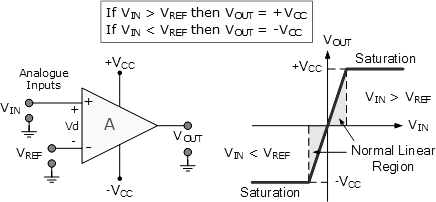 If VIN > VREF then VOUT = +VCC
If VIN < VREF then VOUT = -VCC
Analogue
Inputs
+VCC
VIN
+
+
Vd
A
-
-
VREF
VOUT
-VCC
VOUT
+VCC
Saturation
VIN > VREF
VIN
VIN < VREF
Normal Linear
Region
-VCC
Saturation